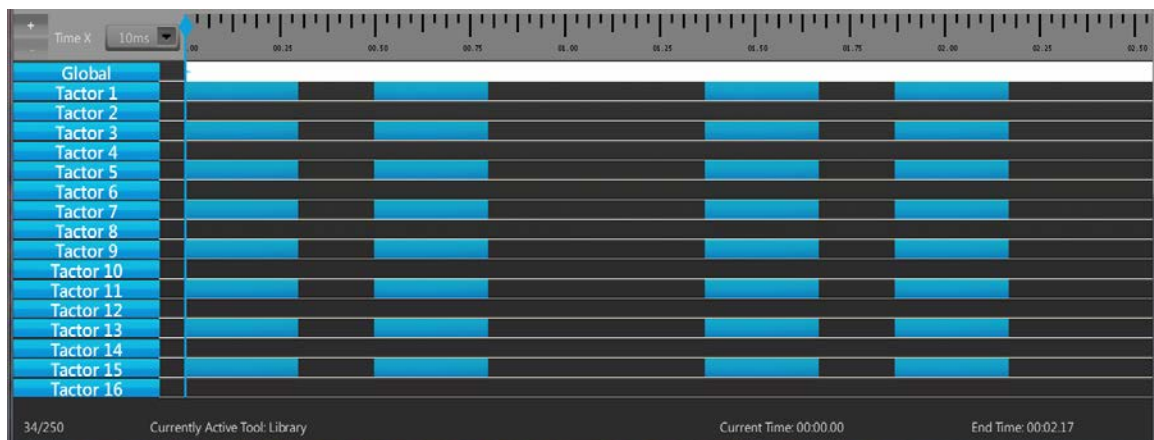 +
Time X 10ms
-
.00 00.25 00.50 00.75 01.00 01.25 01.50 01.75 02.00 02.25 02.50
Global
Tactor 1
Tactor 2
Tactor 3
Tactor 4
Tactor 5
Tactor 6
Tactor 7
Tactor 8
Tactor 9
Tactor 10
Tactor 11
Tactor 12
Tactor 13
Tactor 14
Tactor 15
Tactor 16
34/250 Currently Active Tool: Library Current Time: 00:00.00 End Time: 00:02.17